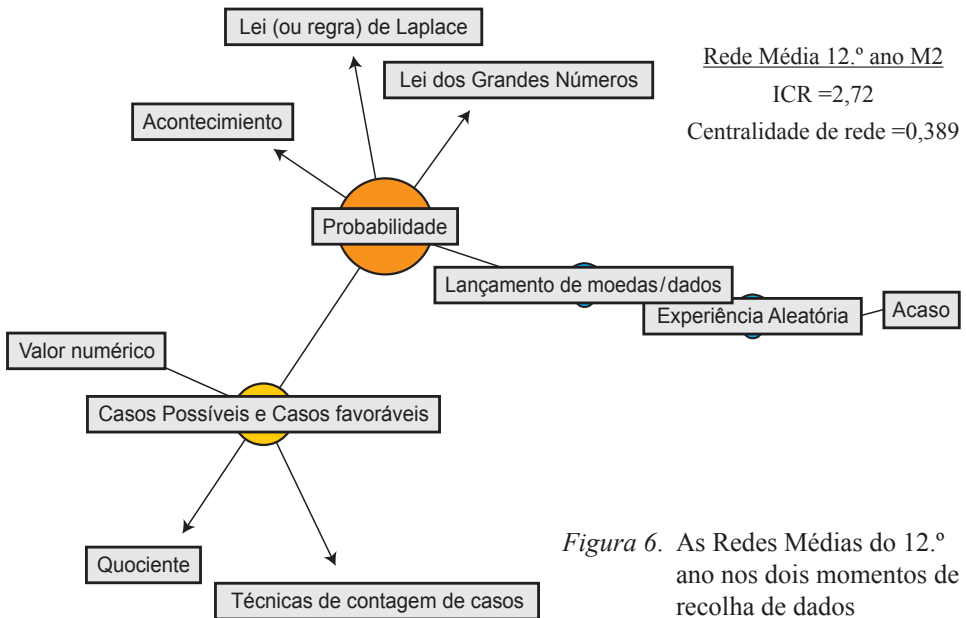 Lei (ou regra) de Laplace
Rede Média 12.º ano M2
Lei dos Grandes Números
ICR =2,72
Acontecimiento
Centralidade de rede =0,389
Probabilidade
Lançamento de moedas/dados
Experiência Aleatória
Acaso
Valor numérico
Casos Possíveis e Casos favoráveis
Quociente
Técnicas de contagem de casos
Figura 6. As Redes Médias do 12.º
ano nos dois momentos de
recolha de dados